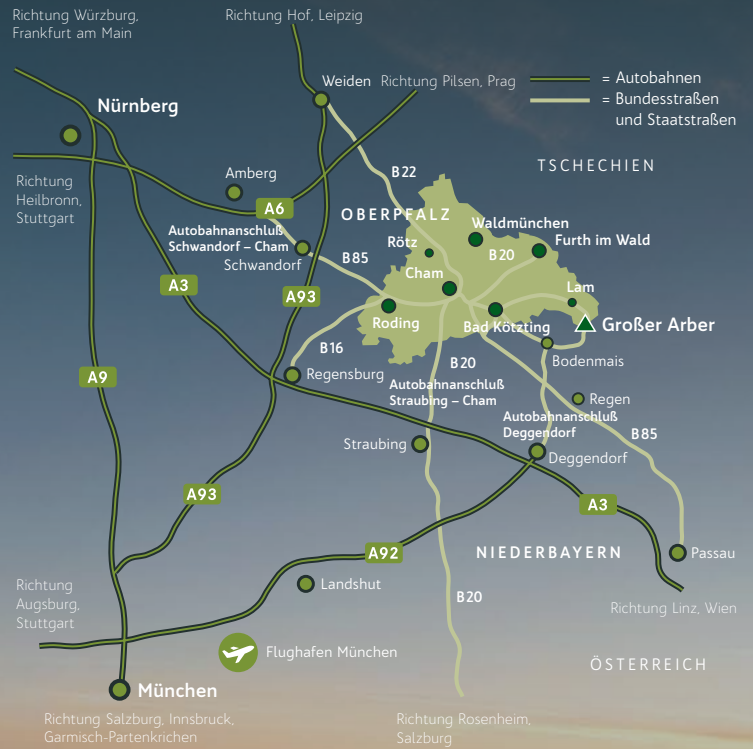 Richtung Würzburg,
Frankfurt am Main
Richtung Hof, Leipzig
Weiden
Richtung Pilsen, Prag
= Autobahnen
= Bundesstraßen
und Staatstraßen
Nürnberg
TSCHECHIEN
Richtung
Heilbronn,
Stuttgart
Amberg
B22
A6
OBERPFALZ
Waldmünchen
Autobahnanschluß
Schwandorf – Cham
Schwandorf
Rötz
Furth im Wald
B20
B85
Cham
A3
A93
Lam
Roding
Bad Kötzting
Großer Arber
B16
B20
Bodenmais
A9
Regensburg
Autobahnanschluß
Straubing – Cham
Regen
Autobahnanschluß
Deggendorf
B85
Straubing
Deggendorf
A93
A3
A92
NIEDERBAYERN
Passau
Richtung
Augsburg,
Stuttgart
Landshut
B20
Richtung Linz, Wien
Flughafen München
ÖSTERREICH
München
Richtung Salzburg, Innsbruck,
Garmisch-Partenkrichen
Richtung Rosenheim,
Salzburg